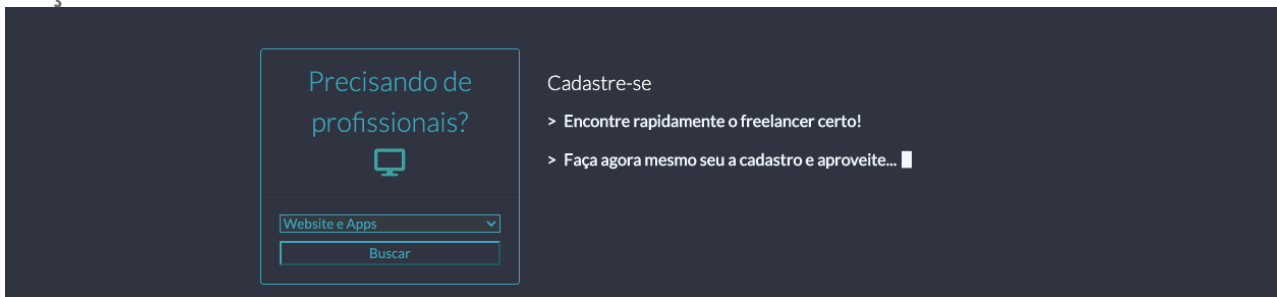 Precisando de
profissionais?
Website e Apps
Buscar
Cadastre-se
> Encontre rapidamente o freelancer certo!
> Faça agora mesmo seu a cadastro e aproveite...